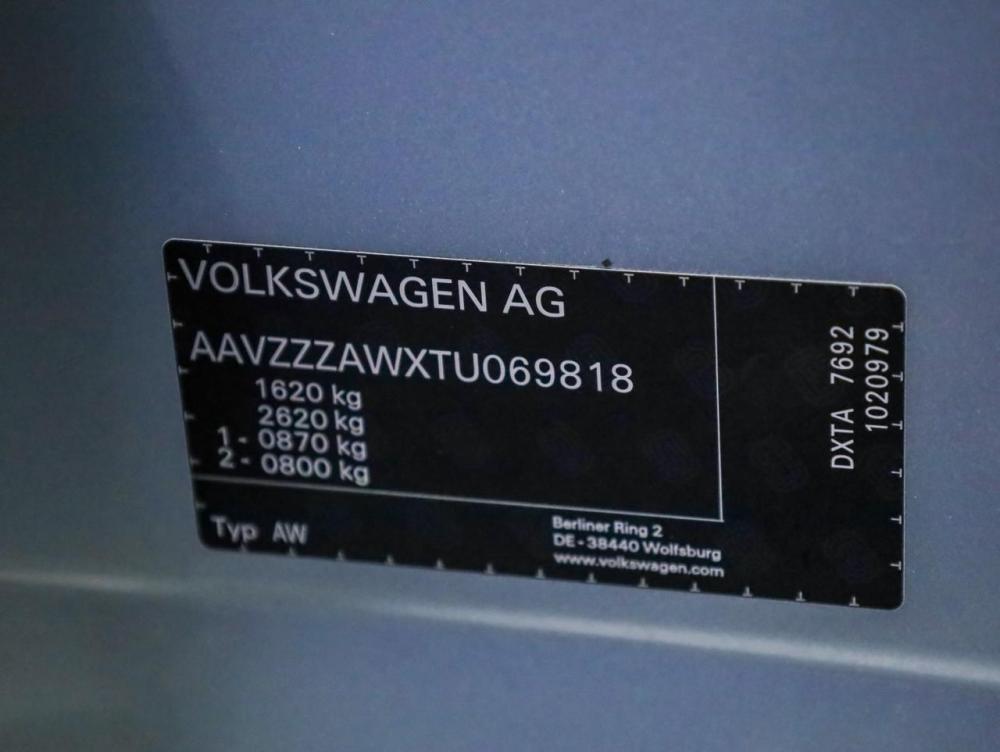 VOLKSWAGEN AG
AAVZZZAWXTU069818
1620 kg
2620 kg
1 - 0870 kg
2 - 0800 kg
Typ AW
Berliner Ring 2
DE - 38440 Wolfsburg
www.volkswagen.com
DXTA 7692
1020979